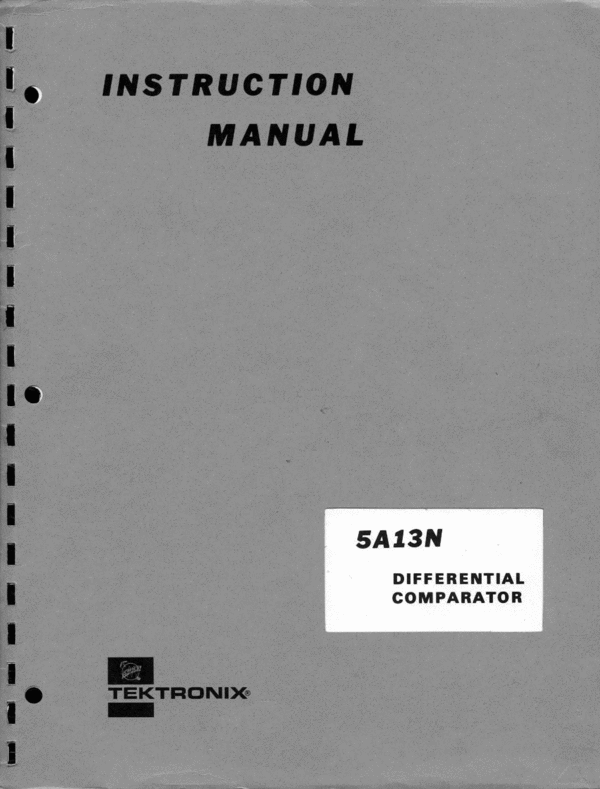 INSTRUCTION
MANUAL
5A13N
DIFFERENTIAL
COMPARATOR
TEKTRONIX®